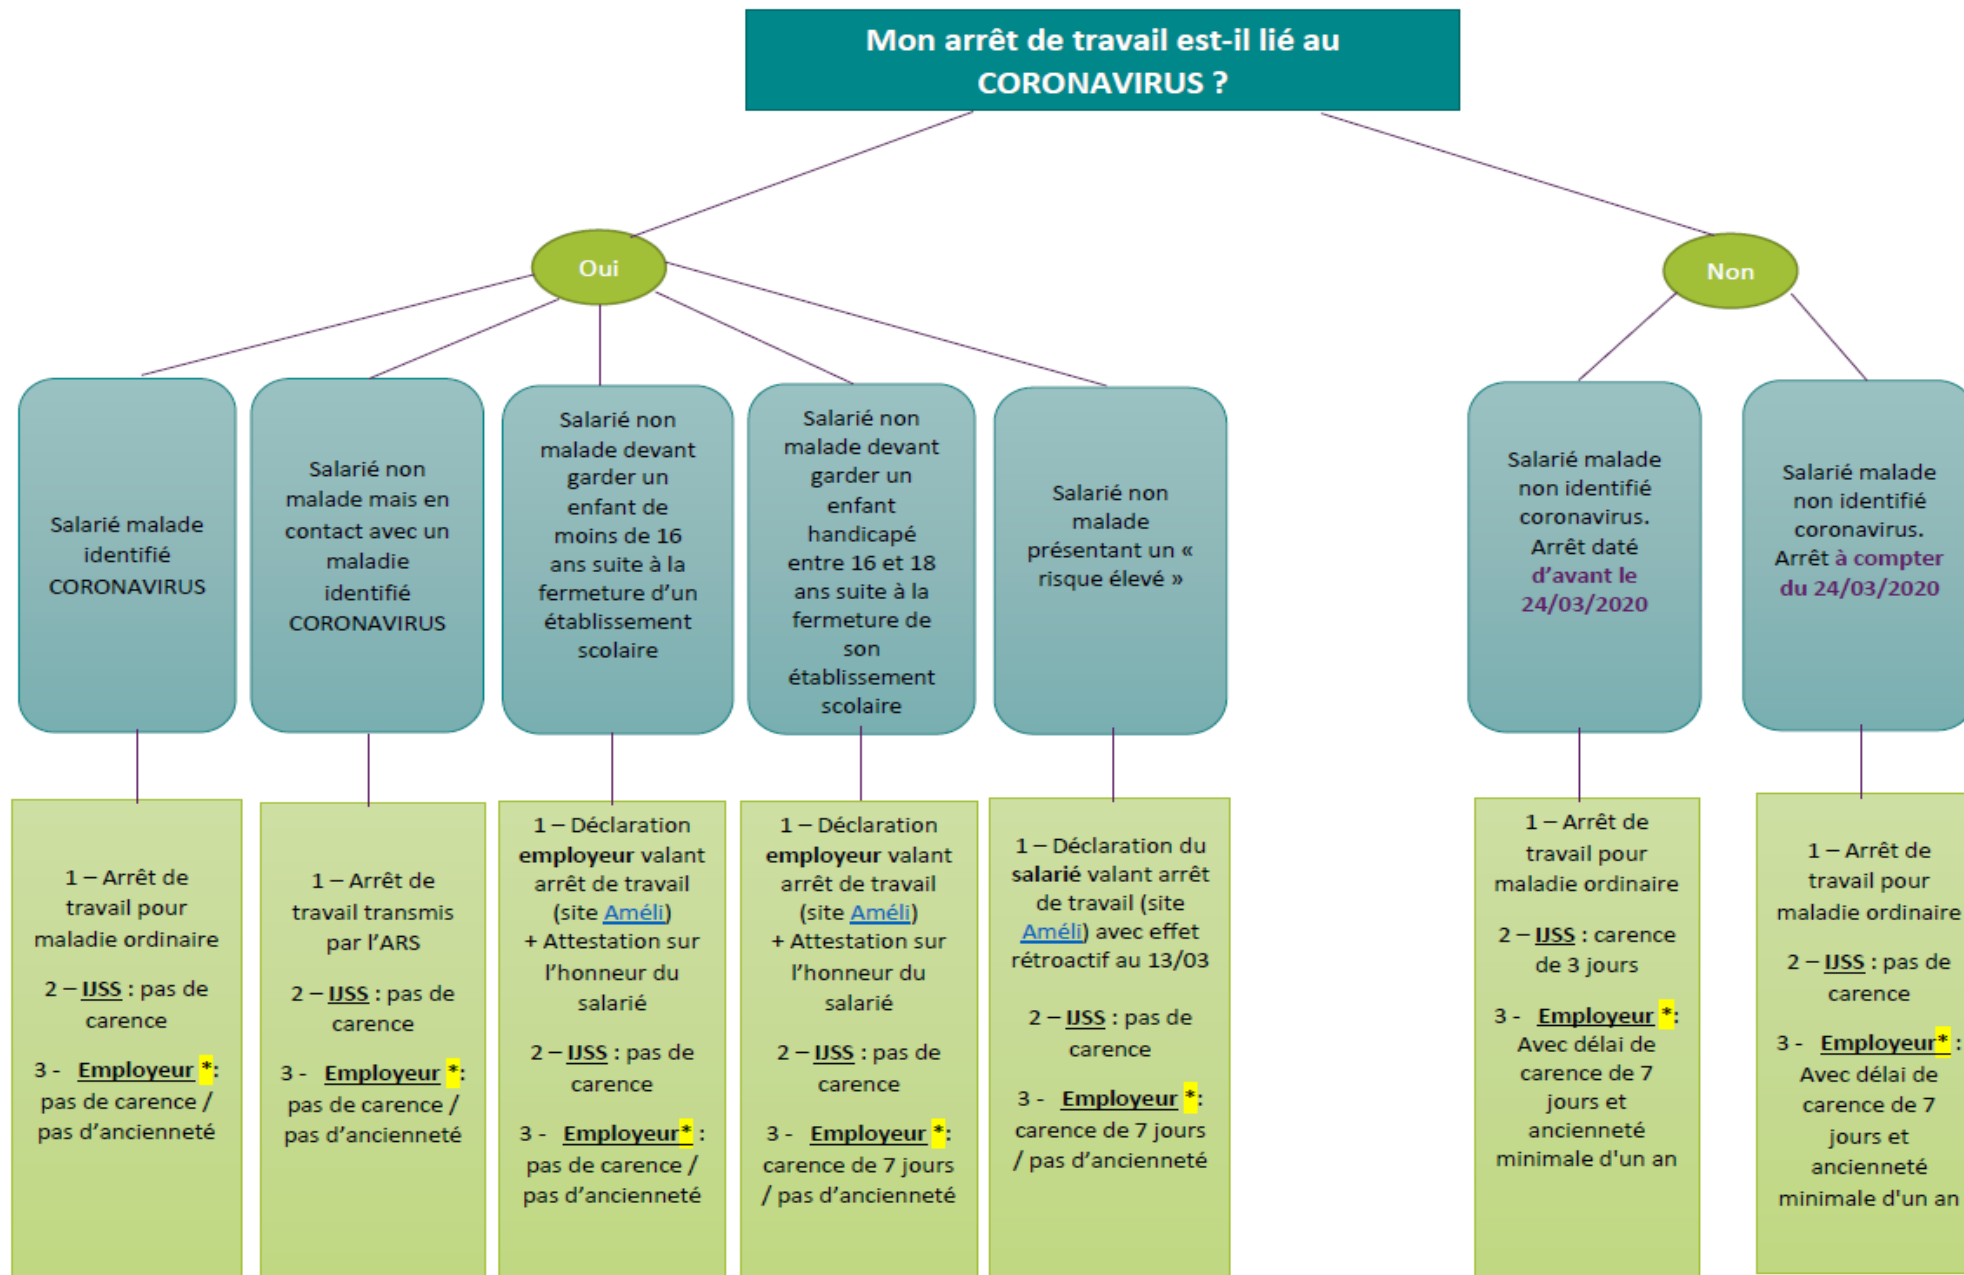 Mon arrêt de travail est-il lié au
CORONAVIRUS ?
Oui
Non
Salarié malade
identifié
CORONAVIRUS
Salarié non
malade mais en
contact avec un
maladie
identifié
CORONAVIRUS
Salarié non
malade devant
garder un
enfant de
moins de 16
ans suite à la
fermeture d’un
établissement
scolaire
Salarié non
malade devant
garder un
enfant
handicapé
entre 16 et 18
ans suite à la
fermeture de
son
établissement
scolaire
Salarié non
malade
présentant un «
risque élevé »
Salarié malade
non identifié
coronavirus.
Arrêt daté
d’avant le
24/03/2020
Salarié malade
non identifié
coronavirus.
Arrêt à compter
du 24/03/2020
1 – Arrêt de
travail pour
maladie ordinaire
2 – IJSS : pas de
carence
3 - Employeur *:
pas de carence /
pas d’ancienneté
1 – Arrêt de
travail transmis
par l’ARS
2 – IJSS : pas de
carence
3 - Employeur *:
pas de carence /
pas d’ancienneté
1 – Déclaration
employeur valant
arrêt de travail
(site Améli)
+ Attestation sur
l’honneur du
salarié
2 – IJSS : pas de
carence
3 - Employeur* :
pas de carence /
pas d’ancienneté
1 – Déclaration
employeur valant
arrêt de travail
(site Améli)
+ Attestation sur
l’honneur du
salarié
2 – IJSS : pas de
carence
3 - Employeur *:
carence de 7 jours
/ pas d’ancienneté
1 – Déclaration du
salarié valant arrêt
de travail (site
Améli) avec effet
rétroactif au 13/03
2 – IJSS : pas de
carence
3 - Employeur *:
carence de 7 jours
/ pas d’ancienneté
1 – Arrêt de
travail pour
maladie ordinaire
2 – IJSS : carence
de 3 jours
3 - Employeur *:
Avec délai de
carence de 7
jours et
ancienneté
minimale d'un an
1 – Arrêt de
travail pour
maladie ordinaire
2 – IJSS : pas de
carence
3 - Employeur* :
Avec délai de
carence de 7
jours et
ancienneté
minimale d'un an